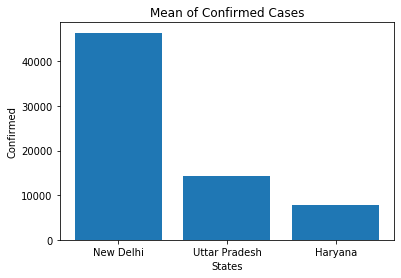 Mean of Confirmed Cases
Confirmed
40000
30000
20000
10000
0
New Delhi Uttar Pradesh Haryana
States